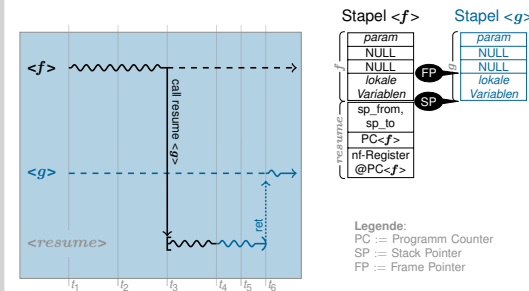 Stapel <f>
Stapel <g>
<f>
call resume <g>
<g>
ret
<resume>
t1 t2 t3 t4 t5 t6
f
param
NULL
NULL
lokale
Variablen
resume
sp_from,
sp_to
PC<f>
nf-Register
@PC<f>
FP
SP
g
param
NULL
NULL
lokale
Variablen
Legende:
PC := Programm Counter
SP := Stack Pointer
FP := Frame Pointer